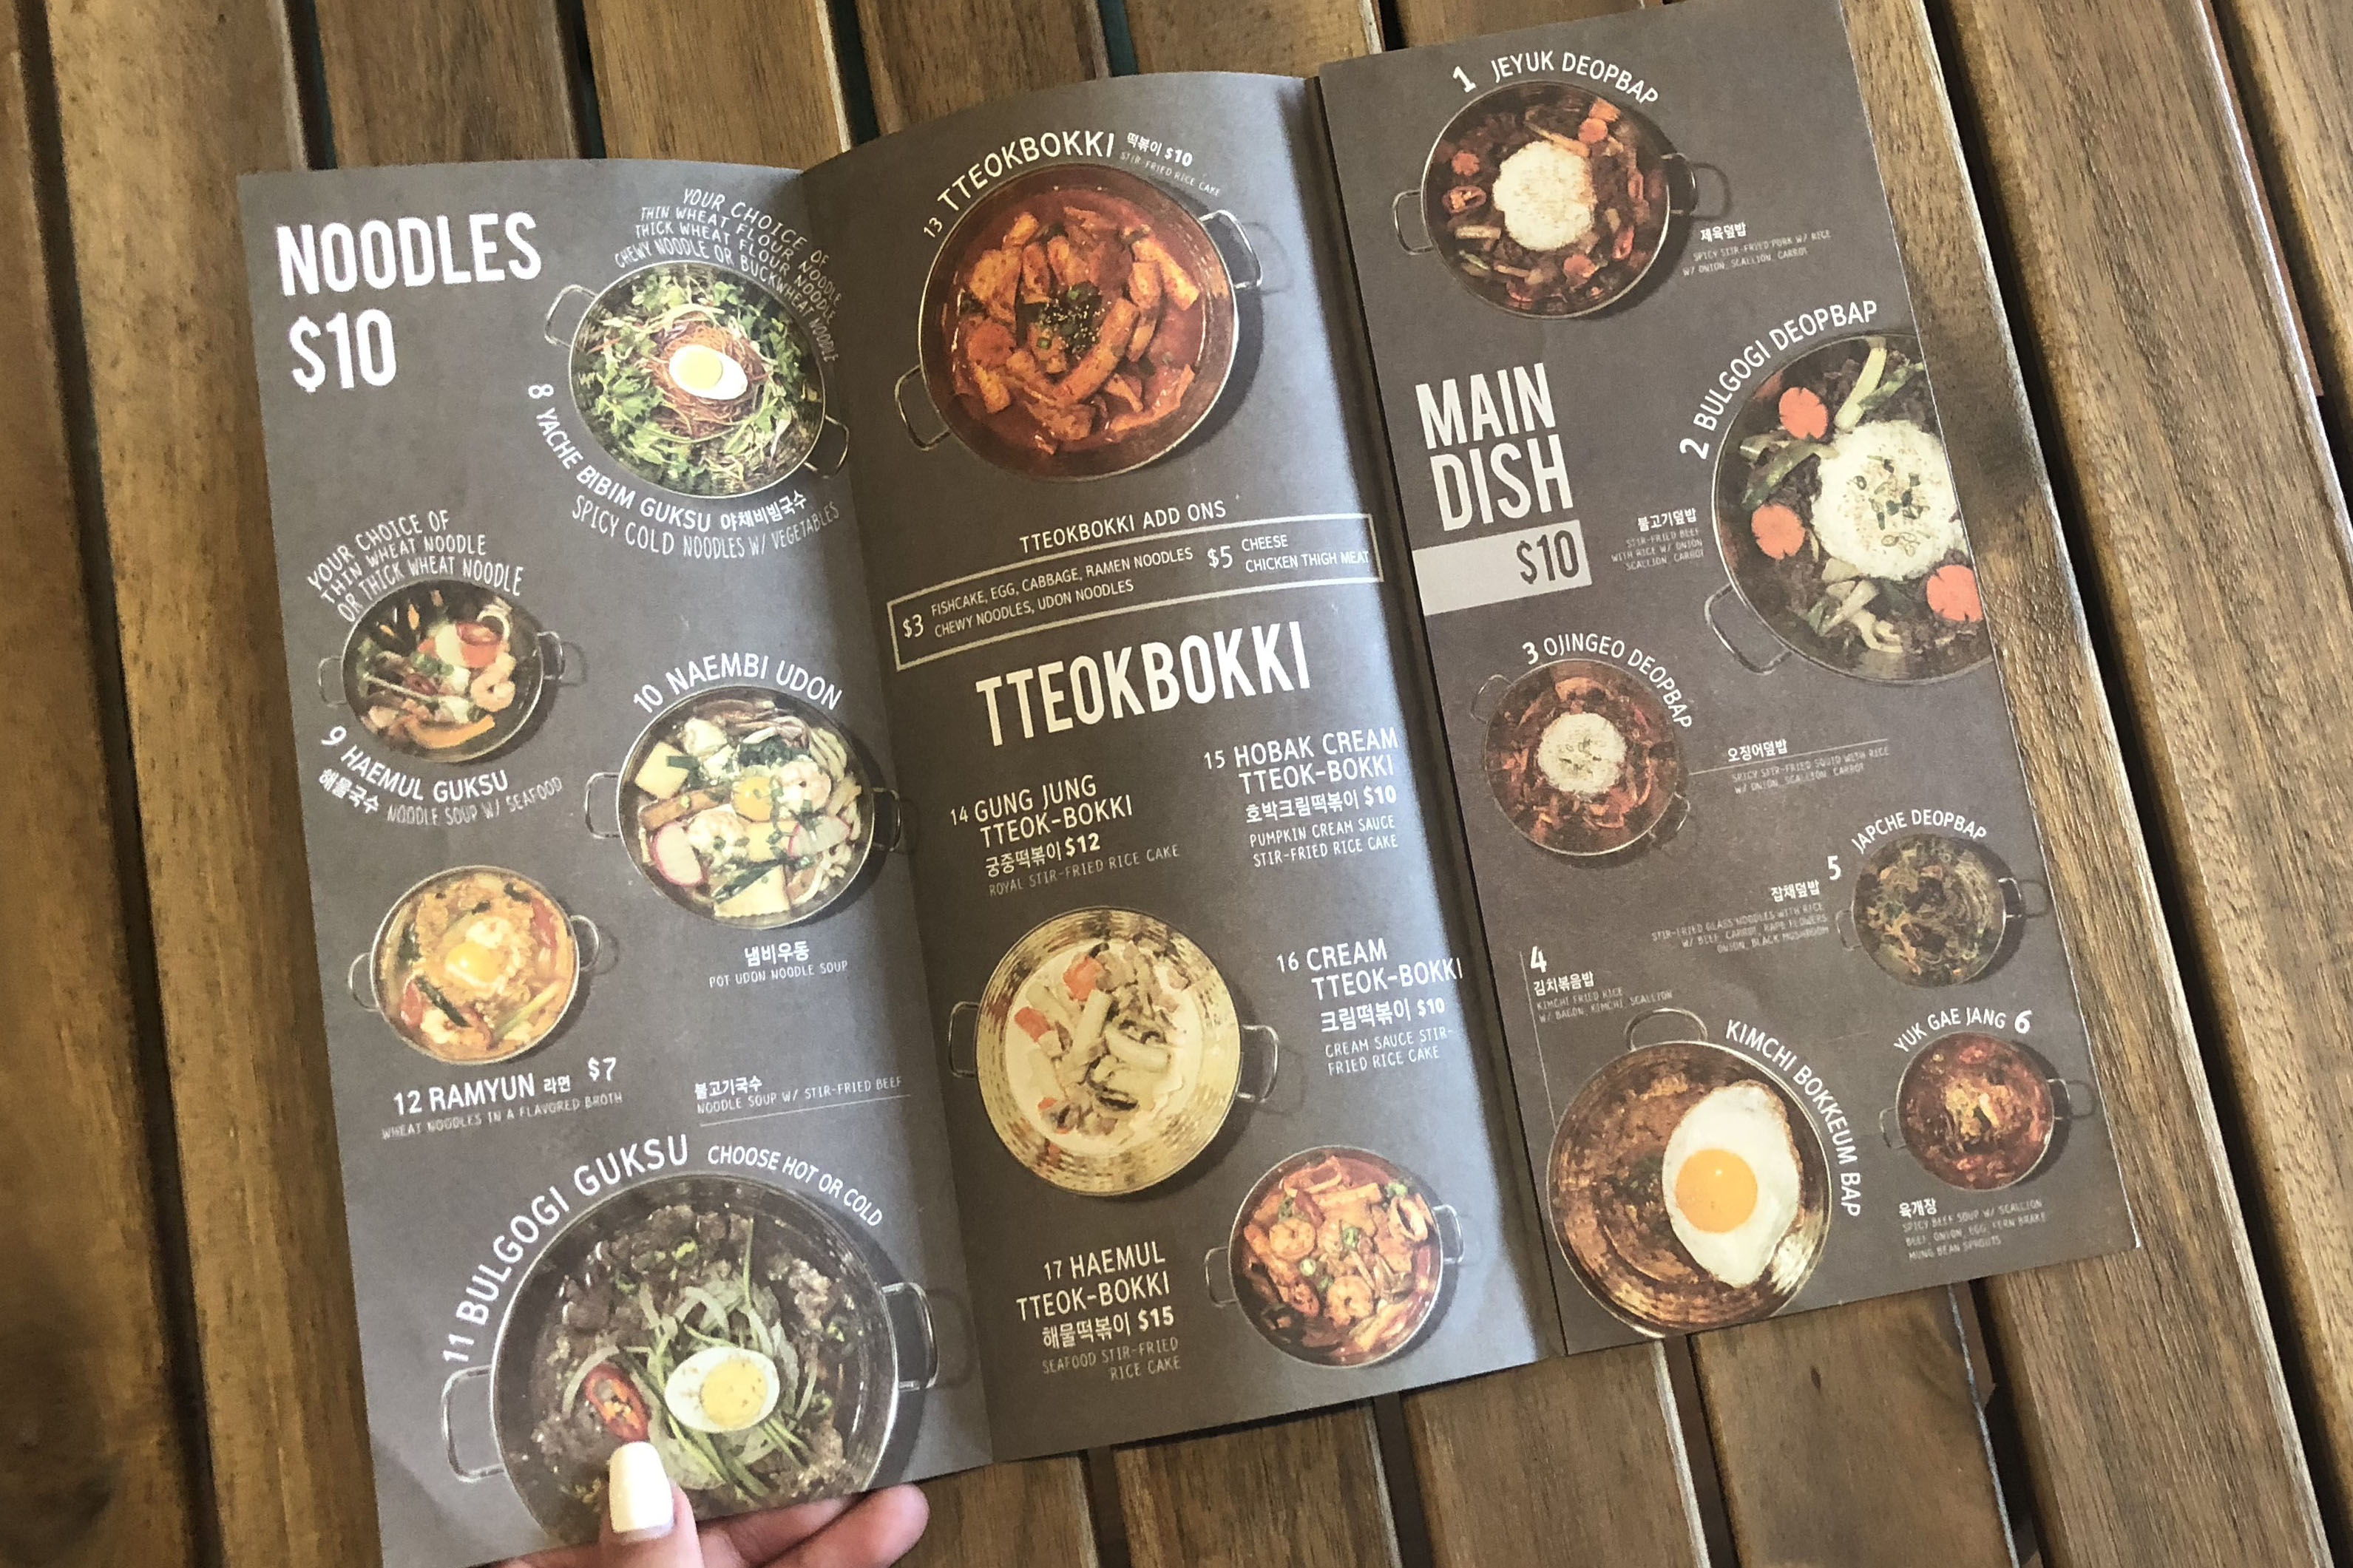 NOODLES
$10
YOUR CHOICE OF
THIN WHEAT FLOUR NOODLE
THICK WHEAT FLOUR NOODLE
CHEWY NOODLE OR BUCKWHEAT NOODLE
8 YACHE BIBIM GUKSU 야채비빔국수
SPICY COLD NOODLES W/ VEGETABLES
YOUR CHOICE OF
THIN WHEAT NOODLE
OR THICK WHEAT NOODLE
9 HAEMUL GUKSU
해물국수 NOODLE SOUP W/ SEAFOOD
10 NAEMBI UDON
냄비우동
POT UDON NOODLE SOUP
12 RAMYUN 라면 $7
WHEAT NOODLES IN A FLAVORED BROTH
불고기국수
NOODLE SOUP W/ STIR-FRIED BEEF
11 BULGOGI GUKSU CHOOSE HOT OR COLD
13 TTEOKBOKKI 떡볶이 $10
STIR-FRIED RICE CAKE
TTEOKBOKKI ADD ONS
$3 FISHCAKE, EGG, CABBAGE, RAMEN NOODLES
CHEWY NOODLES, UDON NOODLES
$5 CHEESE
CHICKEN THIGH MEAT
TTEOKBOKKI
14 GUNG JUNG
TTEOK-BOKKI
궁중떡볶이 $12
ROYAL STIR-FRIED RICE CAKE
15 HOBAK CREAM
TTEOK-BOKKI
호박크림떡볶이 $10
PUMPKIN CREAM SAUCE
STIR-FRIED RICE CAKE
16 CREAM
TTEOK-BOKKI
크림떡볶이 $10
CREAM SAUCE STIR-
FRIED RICE CAKE
17 HAEMUL
TTEOK-BOKKI
해물떡볶이 $15
SEAFOOD STIR-FRIED
RICE CAKE
1 JEYUK DEOPBAP
제육덮밥
SPICY STIR-FRIED PORK W/ RICE
W/ ONION, SCALLION, CARROT
MAIN
DISH
$10
2 BULGOGI DEOPBAP
불고기덮밥
STIR-FRIED BEEF
WITH RICE W/ ONION
SCALLION, CARROT
3 OJINGEO DEOPBAP
오징어덮밥
SPICY STIR-FRIED SQUID WITH RICE
W/ ONION, SCALLION, CARROT
5 JAPCHE DEOPBAP
잡채덮밥
STIR-FRIED GLASS NOODLES WITH RICE
W/ BEEF, CARROT, RAPE FLOWERS
ONION, BLACK MUSHROOM
4
김치볶음밥
KIMCHI FRIED RICE
W/ BACON, KIMCHI, SCALLION
KIMCHI BOKKEUM BAP
YUK GAE JANG 6
육개장
SPICY BEEF SOUP W/ SCALLION
BEEF, ONION, EGG, FERN BRAKE
MUNG BEAN SPROUTS